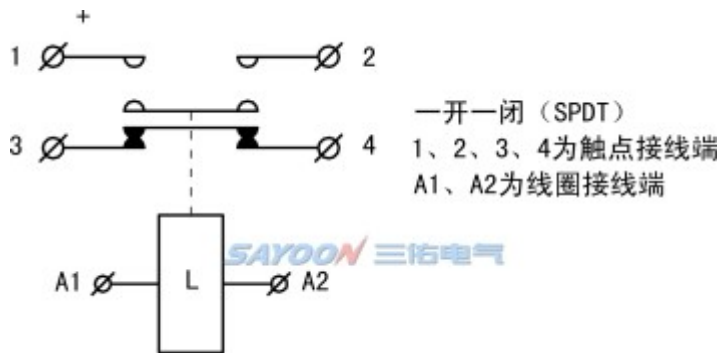 +
1
2
一开一闭（SPDT）
3
4
1、2、3、4为触点接线端
A1、A2为线圈接线端
SAYOON 三佑电气
A1
L
A2